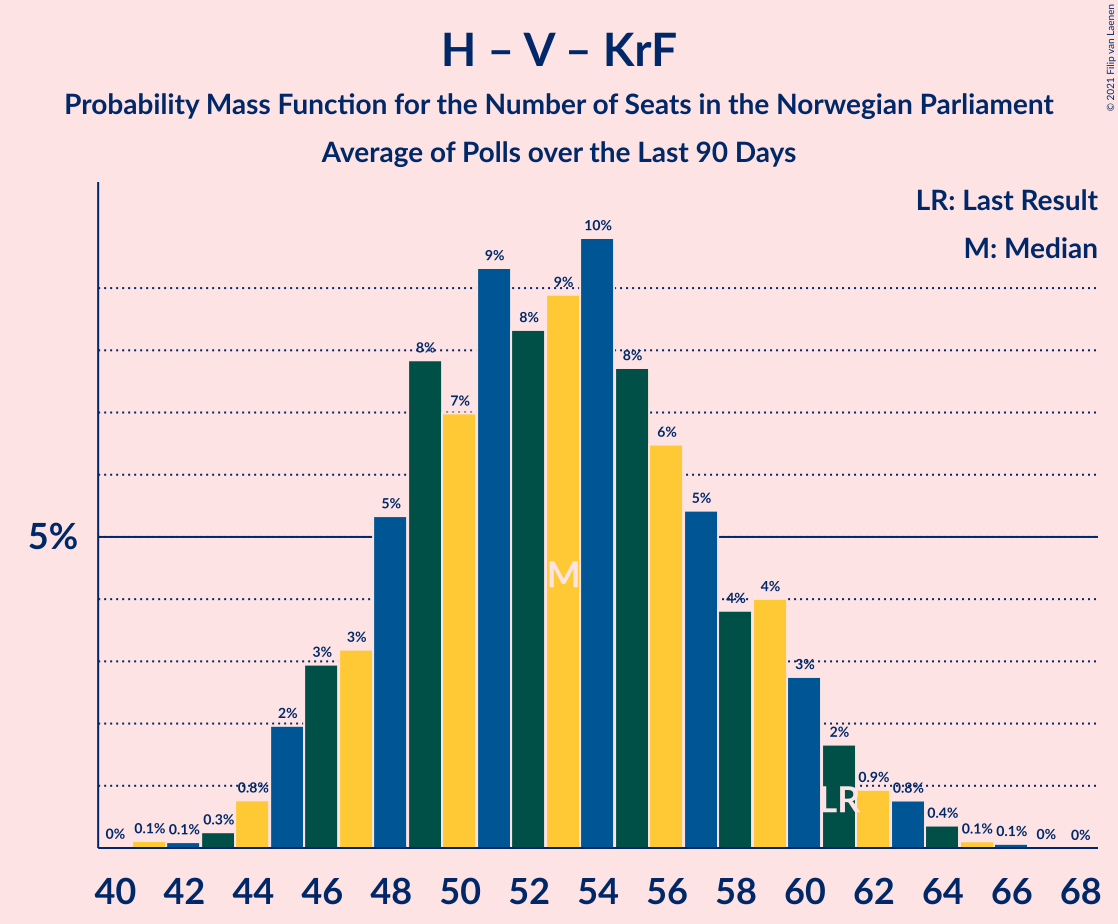 H – V – KrF
Probability Mass Function for the Number of Seats in the Norwegian Parliament
Average of Polls over the Last 90 Days
© 2021 Filip van Laenen
LR: Last Result
M: Median
5%
0% 0.1% 0.1% 0.3% 0.8% 2% 3% 3% 5% 8% 7% 9% 8% 9% 10% 8% 6% 5% 4% 4% 3% 2% 0.9% 0.8% 0.4% 0.1% 0.1% 0% 0%
M
LR
40 42 44 46 48 50 52 54 56 58 60 62 64 66 68